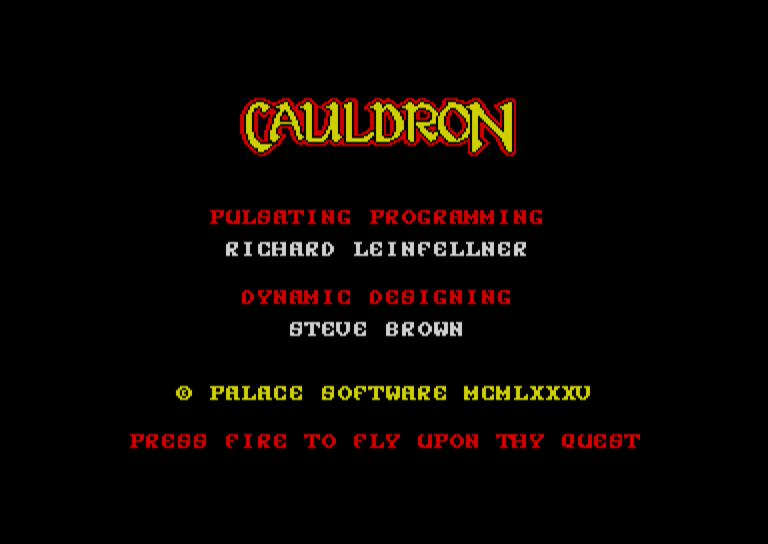 CAULDRON
PULSATING PROGRAMMING
RICHARD LEINFELLNER
DYNAMIC DESIGNING
STEVE BROWN
© PALACE SOFTWARE MCMLXXXV
PRESS FIRE TO FLY UPON THY QUEST